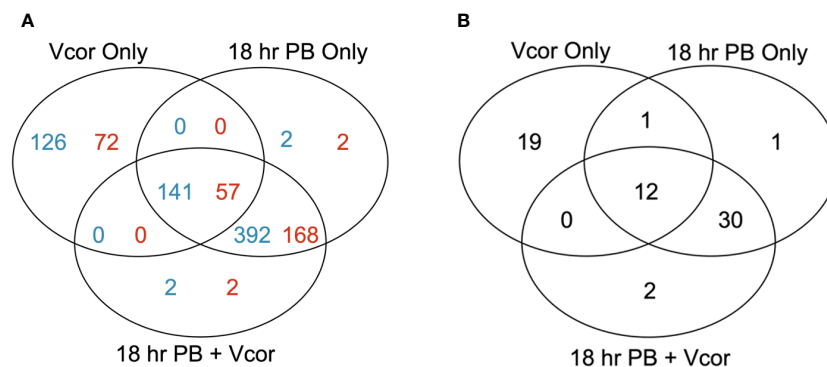 A
B
Vcor Only
18 hr PB Only
Vcor Only
18 hr PB Only
126 72
0 0
2 2
141 57
0 0
392 168
2 2
18 hr PB + Vcor
19
1
1
12
0
30
2
18 hr PB + Vcor